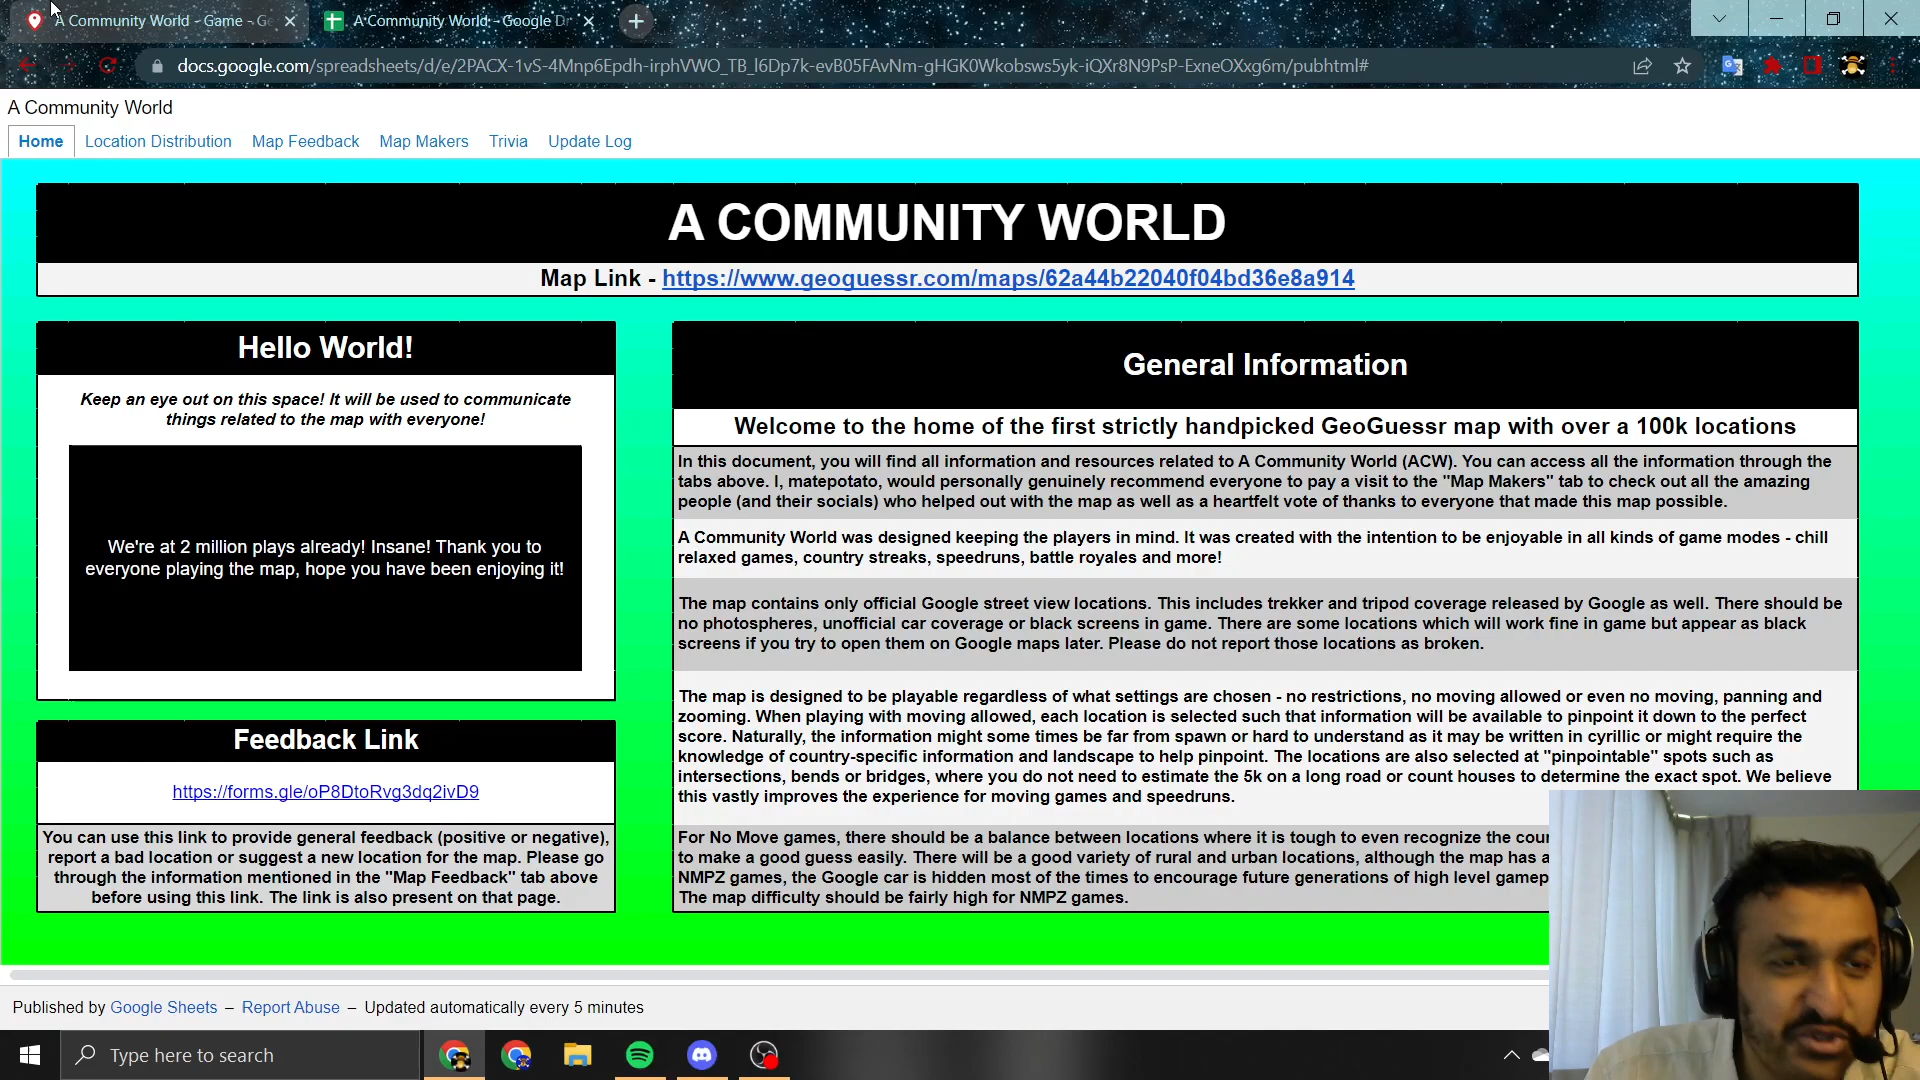 A Community World - Game - Ge
A Community World - Google Dr
docs.google.com/spreadsheets/d/e/2PACX-1vS-4Mnp6Epdh-irphVWO_TB_l6Dp7k-evB05FAvNm-gHGK0Wkobsws5yk-iQXr8N9PsP-ExneOXxg6m/pubhtml#
A Community World
Home Location Distribution Map Feedback Map Makers Trivia Update Log
A COMMUNITY WORLD
Map Link - https://www.geoguessr.com/maps/62a44b22040f04bd36e8a914
Hello World!
Keep an eye out on this space! It will be used to communicate
things related to the map with everyone!
We're at 2 million plays already! Insane! Thank you to
everyone playing the map, hope you have been enjoying it!
Feedback Link
https://forms.gle/oP8DtoRvg3dq2ivD9
You can use this link to provide general feedback (positive or negative),
report a bad location or suggest a new location for the map. Please go
through the information mentioned in the "Map Feedback" tab above
before using this link. The link is also present on that page.
General Information
Welcome to the home of the first strictly handpicked GeoGuessr map with over a 100k locations
In this document, you will find all information and resources related to A Community World (ACW). You can access all the information through the
tabs above. I, matepotato, would personally genuinely recommend everyone to pay a visit to the "Map Makers" tab to check out all the amazing
people (and their socials) who helped out with the map as well as a heartfelt vote of thanks to everyone that made this map possible.
A Community World was designed keeping the players in mind. It was created with the intention to be enjoyable in all kinds of game modes - chill
relaxed games, country streaks, speedruns, battle royales and more!
The map contains only official Google street view locations. This includes trekker and tripod coverage released by Google as well. There should be
no photospheres, unofficial car coverage or black screens in game. There are some locations which will work fine in game but appear as black
screens if you try to open them on Google maps later. Please do not report those locations as broken.
The map is designed to be playable regardless of what settings are chosen - no restrictions, no moving allowed or even no moving, panning and
zooming. When playing with moving allowed, each location is selected such that information will be available to pinpoint it down to the perfect
score. Naturally, the information might some times be far from spawn or hard to understand as it may be written in cyrillic or might require the
knowledge of country-specific information and landscape to help pinpoint. The locations are also selected at "pinpointable" spots such as
intersections, bends or bridges, where you do not need to estimate the 5k on a long road or count houses to determine the exact spot. We believe
this vastly improves the experience for moving games and speedruns.
For No Move games, there should be a balance between locations where it is tough to even recognize the cour
to make a good guess easily. There will be a good variety of rural and urban locations, although the map has a
NMPZ games, the Google car is hidden most of the times to encourage future generations of high level gamep
The map difficulty should be fairly high for NMPZ games.
Published by Google Sheets – Report Abuse – Updated automatically every 5 minutes
Type here to search